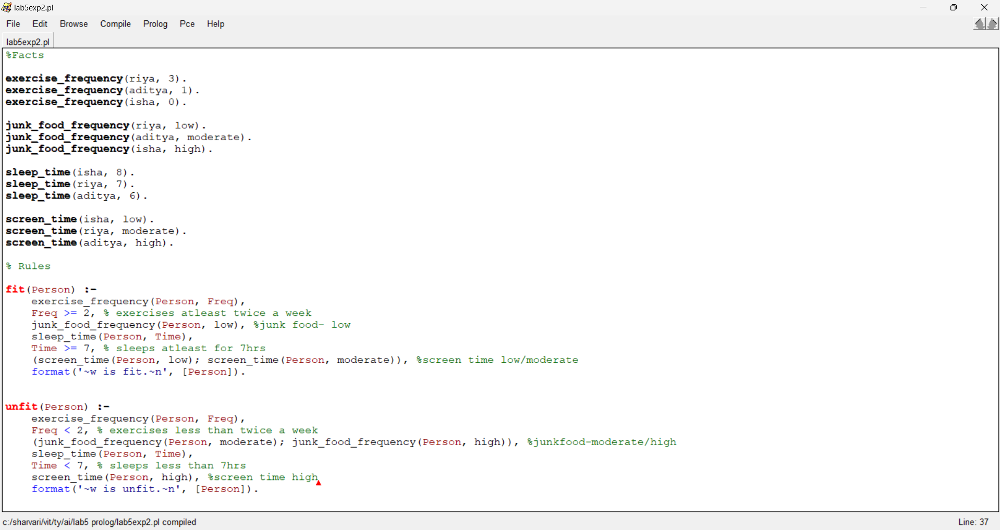 lab5exp2.pl
File Edit Browse Compile Prolog Pce Help
lab5exp2.pl
%Facts
exercise_frequency(riya, 3).
exercise_frequency(aditya, 1).
exercise_frequency(isha, 0).
junk_food_frequency(riya, low).
junk_food_frequency(aditya, moderate).
junk_food_frequency(isha, high).
sleep_time(isha, 8).
sleep_time(riya, 7).
sleep_time(aditya, 6).
screen_time(isha, low).
screen_time(riya, moderate).
screen_time(aditya, high).
% Rules
fit(Person) :-
    exercise_frequency(Person, Freq),
    Freq >= 2, % exercises atleast twice a week
    junk_food_frequency(Person, low), %junk food- low
    sleep_time(Person, Time),
    Time >= 7, % sleeps atleast for 7hrs
    (screen_time(Person, low); screen_time(Person, moderate)), %screen time low/moderate
    format('~w is fit.~n', [Person]).
unfit(Person) :-
    exercise_frequency(Person, Freq),
    Freq < 2, % exercises less than twice a week
    (junk_food_frequency(Person, moderate); junk_food_frequency(Person, high)), %junkfood-moderate/high
    sleep_time(Person, Time),
    Time < 7, % sleeps less than 7hrs
    screen_time(Person, high), %screen time high
    format('~w is unfit.~n', [Person]).
c:/sharvari/vit/ty/ai/lab5 prolog/lab5exp2.pl compiled
Line: 37